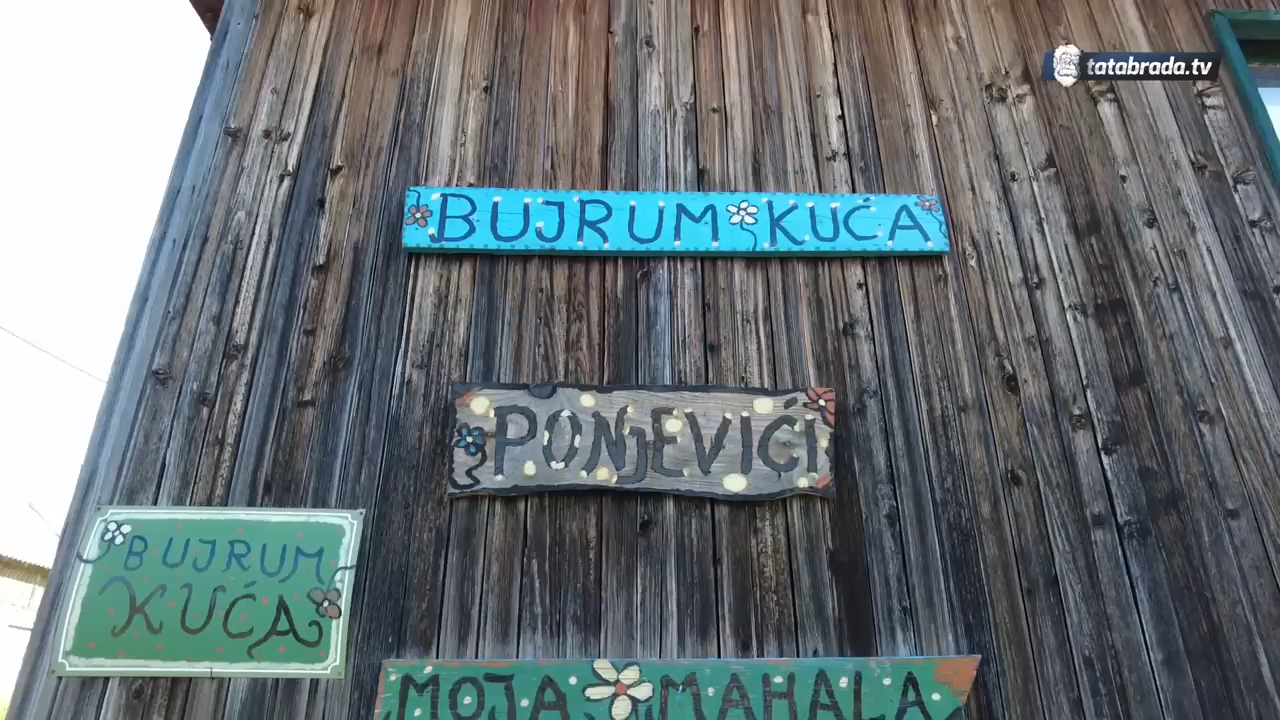 tatabrada.tv
BUJRUM KUĆA
PONJEVIĆI
BUJRUM
KUĆA
MOJA MAHALA